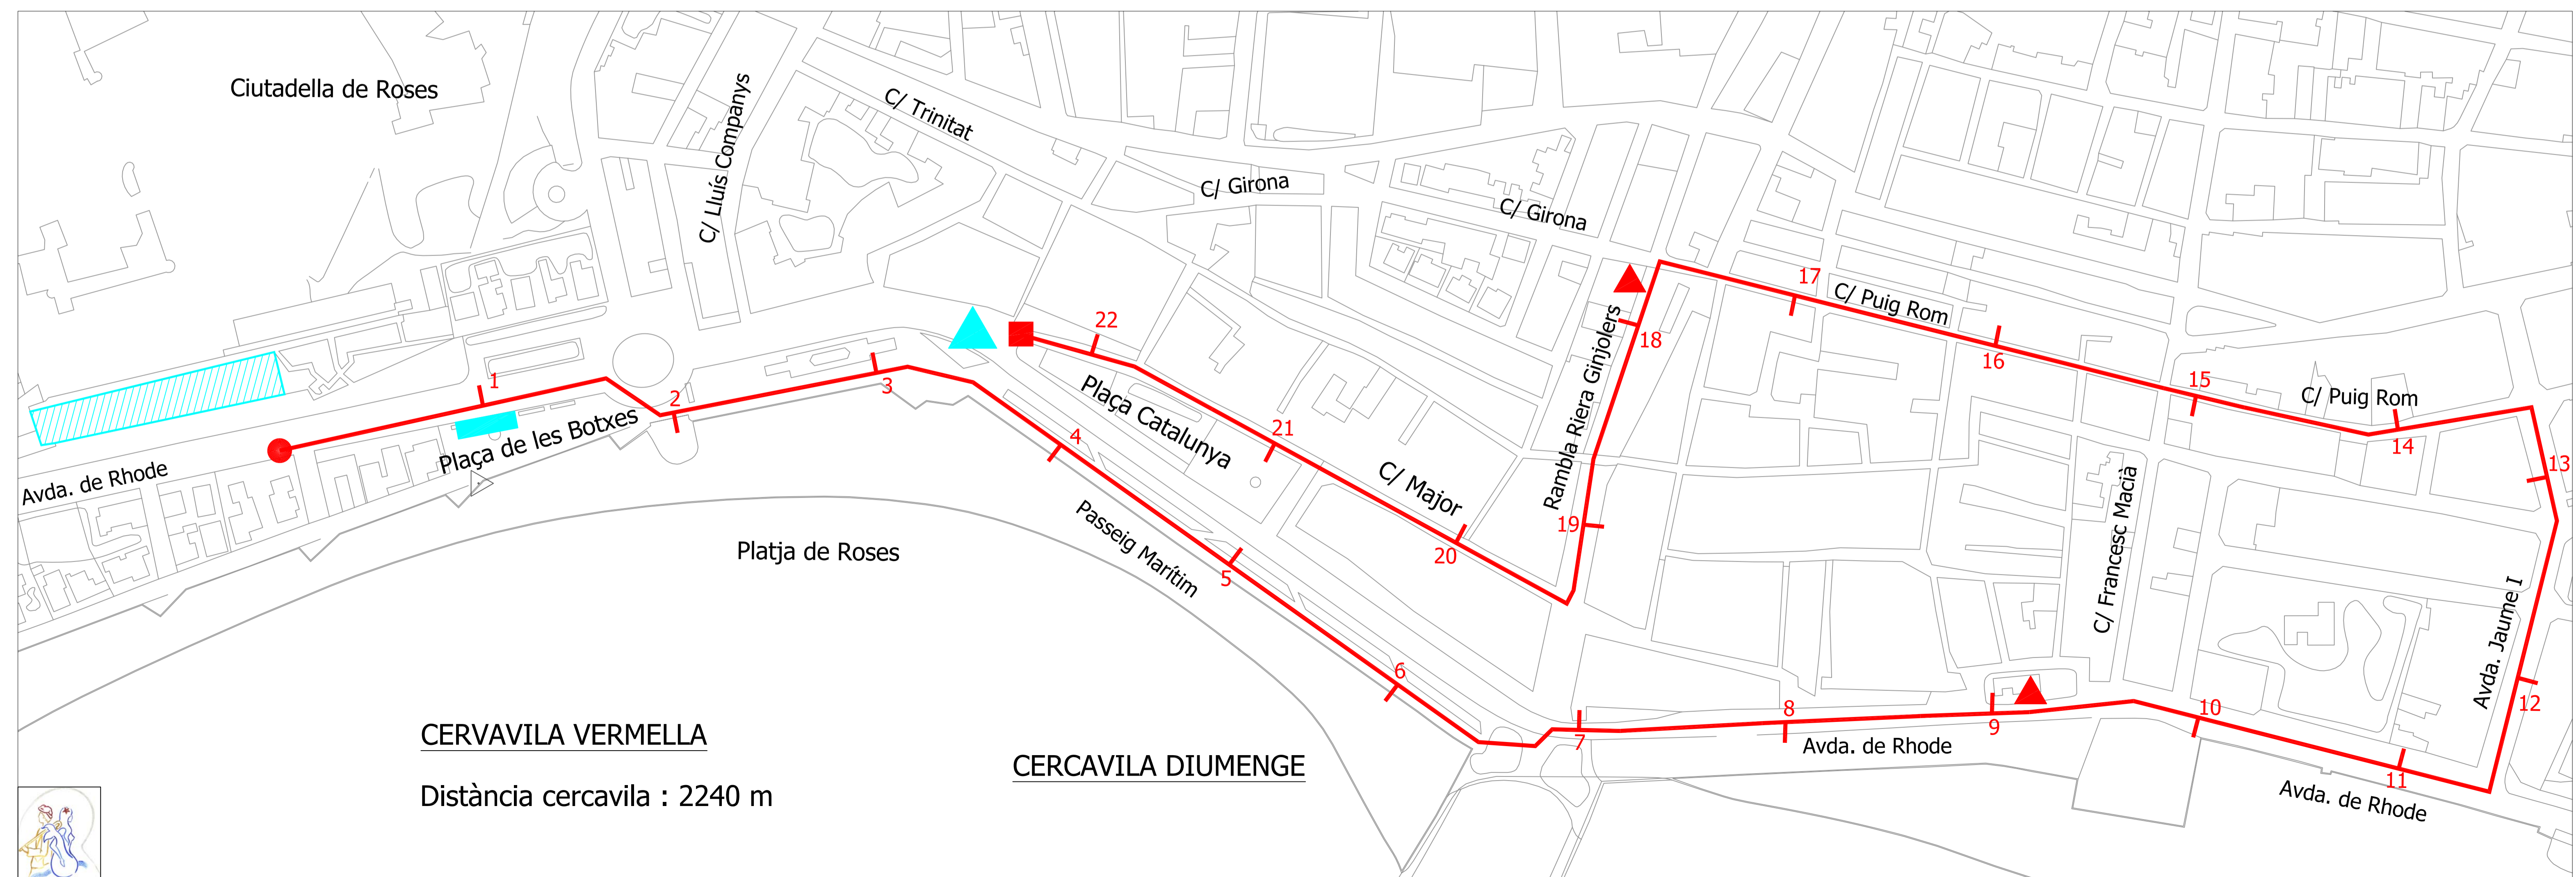 Ciutadella de Roses
C/ Lluís Companys
C/ Trinitat
C/ Girona
C/ Girona
Avda. de Rhode
1
Plaça de les Botxes
2
3
22
Plaça Catalunya
21
C/ Major
20
Rambla Riera Ginjolers
18
19
17
C/ Puig Rom
16
15
C/ Puig Rom
14
13
4
Passeig Marítim
5
6
Platja de Roses
7
8
Avda. de Rhode
9
C/ Francesc Macià
10
11
Avda. de Rhode
Avda. Jaume I
12
CERVAVILA VERMELLA
Distància cercavila : 2240 m
CERCAVILA DIUMENGE